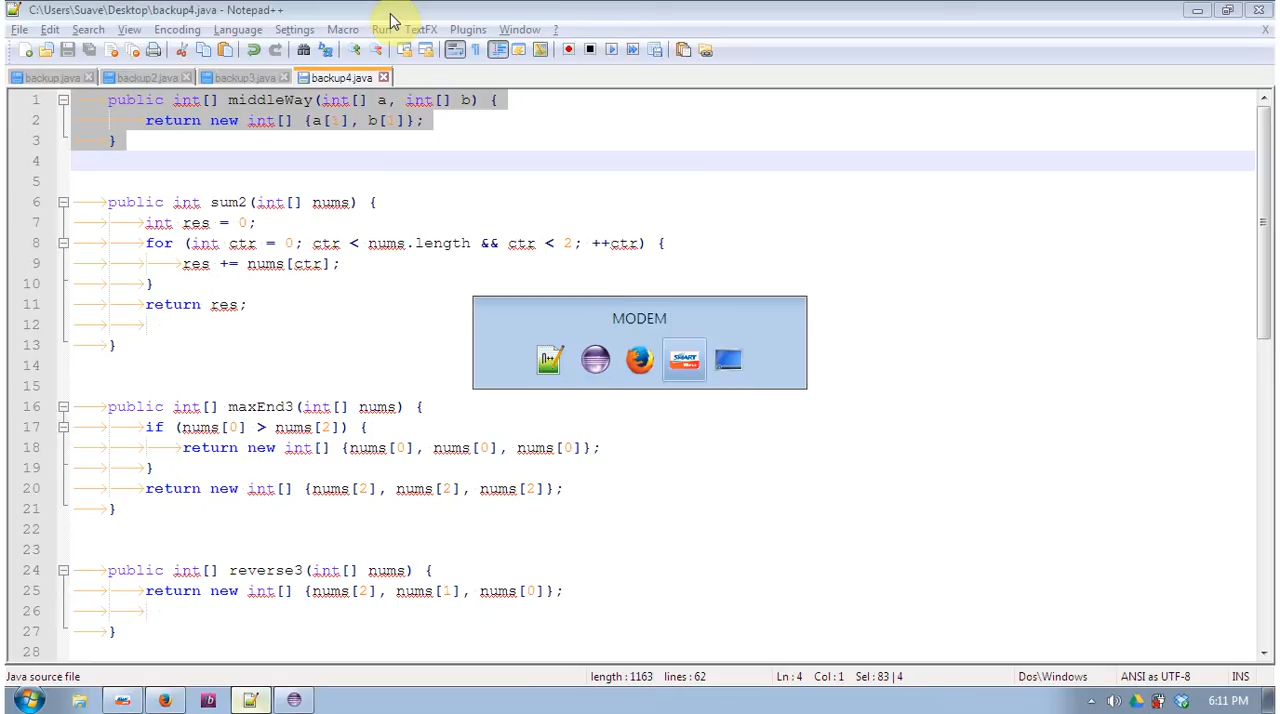 C:\Users\Suave\Desktop\backup4.java - Notepad++
File Edit Search View Encoding Language Settings Macro Run TextFX Plugins Window ? X
backup.java backup2.java backup3.java backup4.java
1 public int[] middleWay(int[] a, int[] b) {
2 return new int[] {a[1], b[1]};
3 }
4
5
6 public int sum2(int[] nums) {
7 int res = 0;
8 for (int ctr = 0; ctr < nums.length && ctr < 2; ++ctr) {
9 res += nums[ctr];
10 }
11 return res;
12
13 }
14
15
16 public int[] maxEnd3(int[] nums) {
17 if (nums[0] > nums[2]) {
18 return new int[] {nums[0], nums[0], nums[0]};
19 }
20 return new int[] {nums[2], nums[2], nums[2]};
21 }
22
23
24 public int[] reverse3(int[] nums) {
25 return new int[] {nums[2], nums[1], nums[0]};
26
27 }
28
MODEM
SMART
Java source file length : 1163 lines : 62 Ln : 4 Col : 1 Sel : 83 | 4 Dos\Windows ANSI as UTF-8 INS
6:11 PM